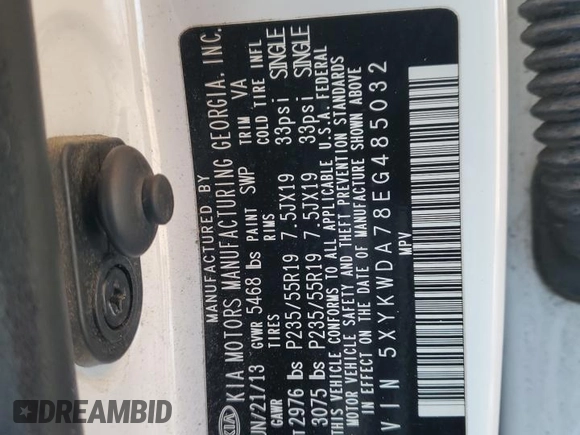 MANUFACTURED BY
KIA KIA MOTORS MANUFACTURING GEORGIA, INC.
UN/21/13 GVWR 5468 lbs PAINT SWP TRIM VA
GAWR TIRES RIMS COLD TIRE INFL
T 2976 lbs P235/55R19 7.5JX19 33psi SINGLE
3075 lbs P235/55R19 7.5JX19 33psi SINGLE
THIS VEHICLE CONFORMS TO ALL APPLICABLE U.S.A. FEDERAL
MOTOR VEHICLE SAFETY AND THEFT PREVENTION STANDARDS
IN EFFECT ON THE DATE OF MANUFACTURE SHOWN ABOVE
VIN 5XYKWDA78EG485032
MPV
DREAMBID